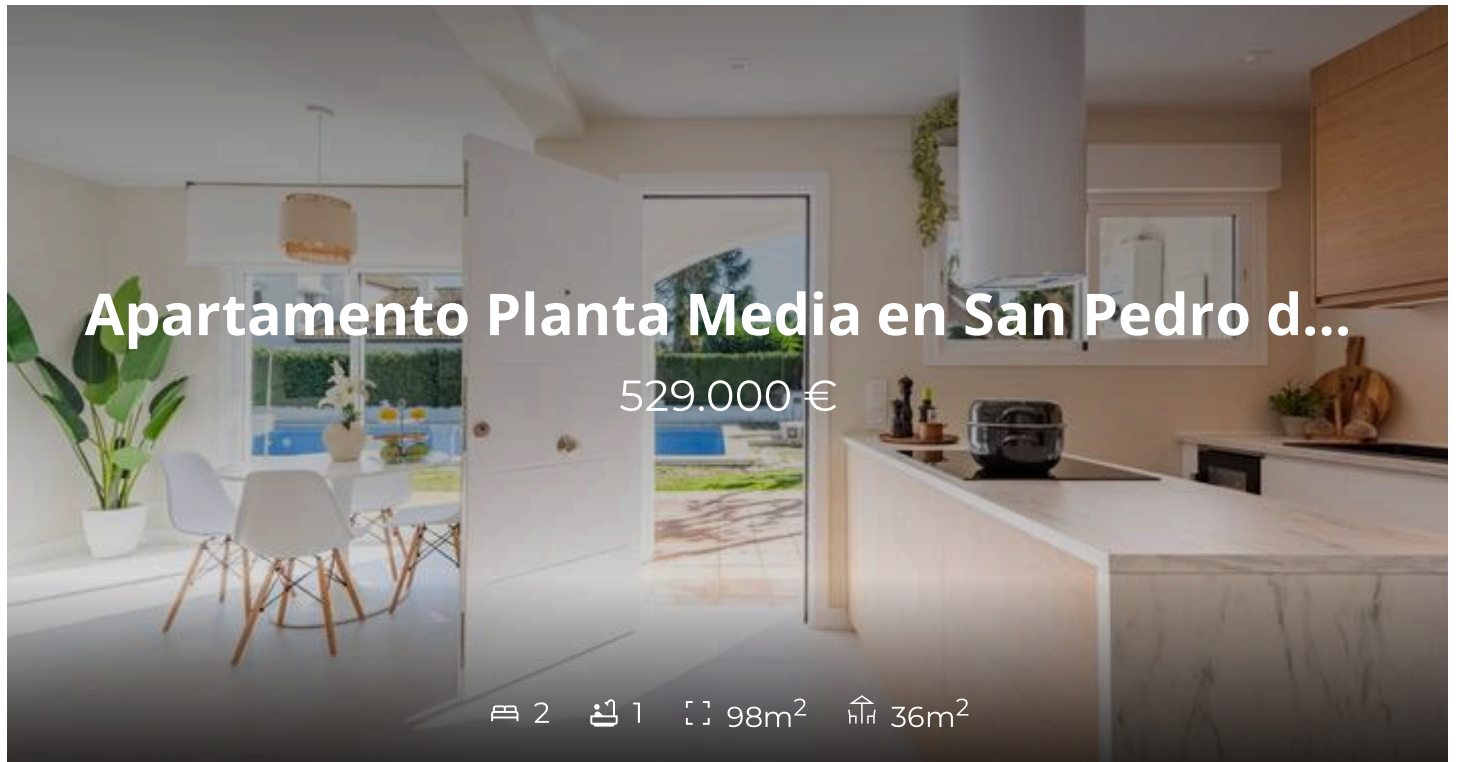 Apartamento Planta Media en San Pedro d...
529.000 €
2 1 98m² 36m²